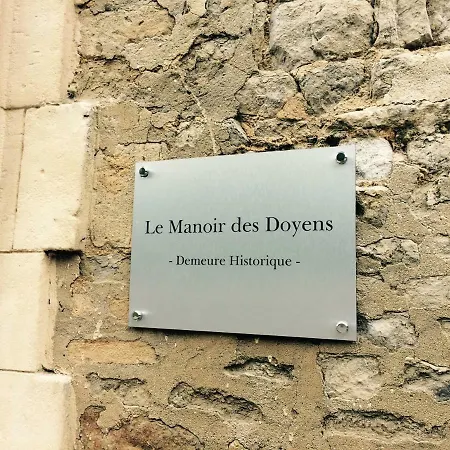 Le Manoir des Doyens
- Demeure Historique -